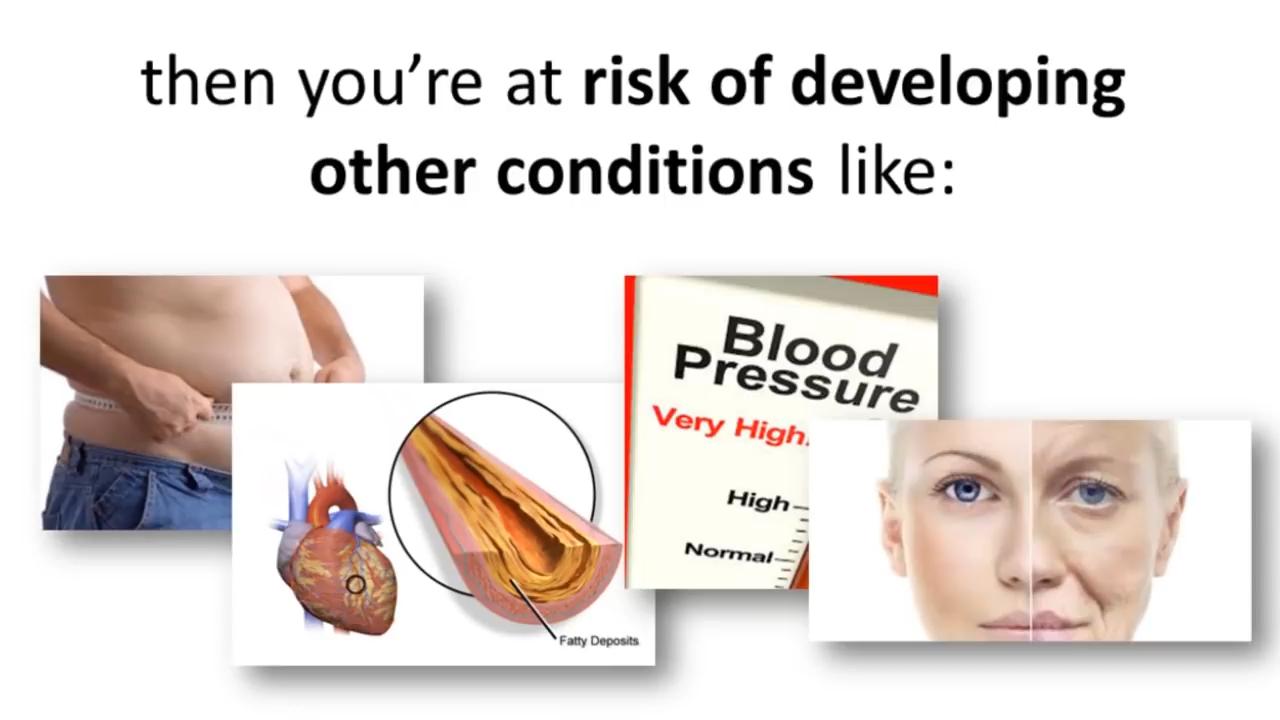 then you’re at risk of developing
other conditions like:
Blood
Pressure
Very High
High
Normal
Fatty Deposits